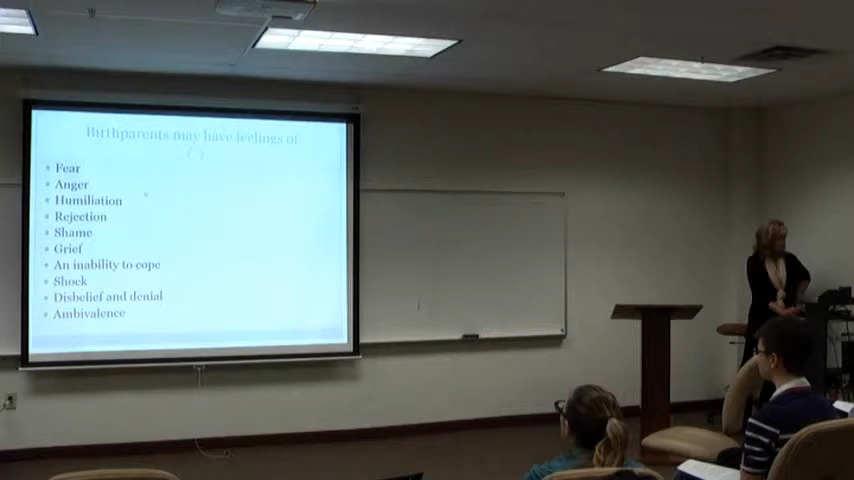 Birthparents may have feelings of
Fear
Anger
Humiliation
Rejection
Shame
Grief
An inability to cope
Shock
Disbelief and denial
Ambivalence